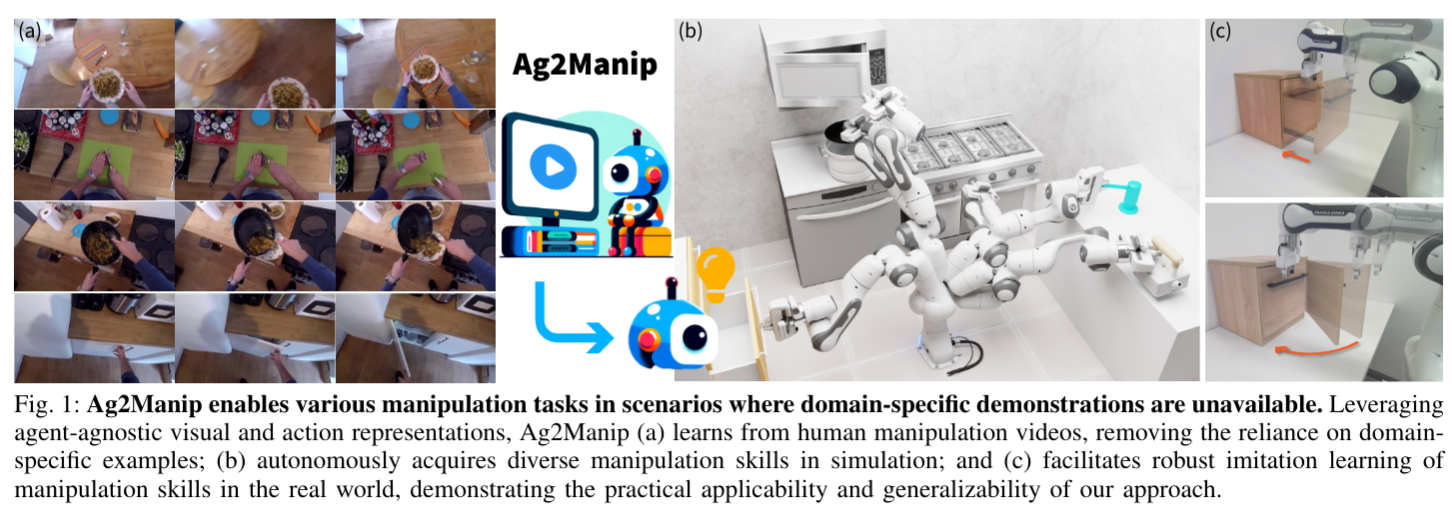 (a)
Ag2Manip
(b)
(c)
Fig. 1: Ag2Manip enables various manipulation tasks in scenarios where domain-specific demonstrations are unavailable. Leveraging
agent-agnostic visual and action representations, Ag2Manip (a) learns from human manipulation videos, removing the reliance on domain-
specific examples; (b) autonomously acquires diverse manipulation skills in simulation; and (c) facilitates robust imitation learning of
manipulation skills in the real world, demonstrating the practical applicability and generalizability of our approach.